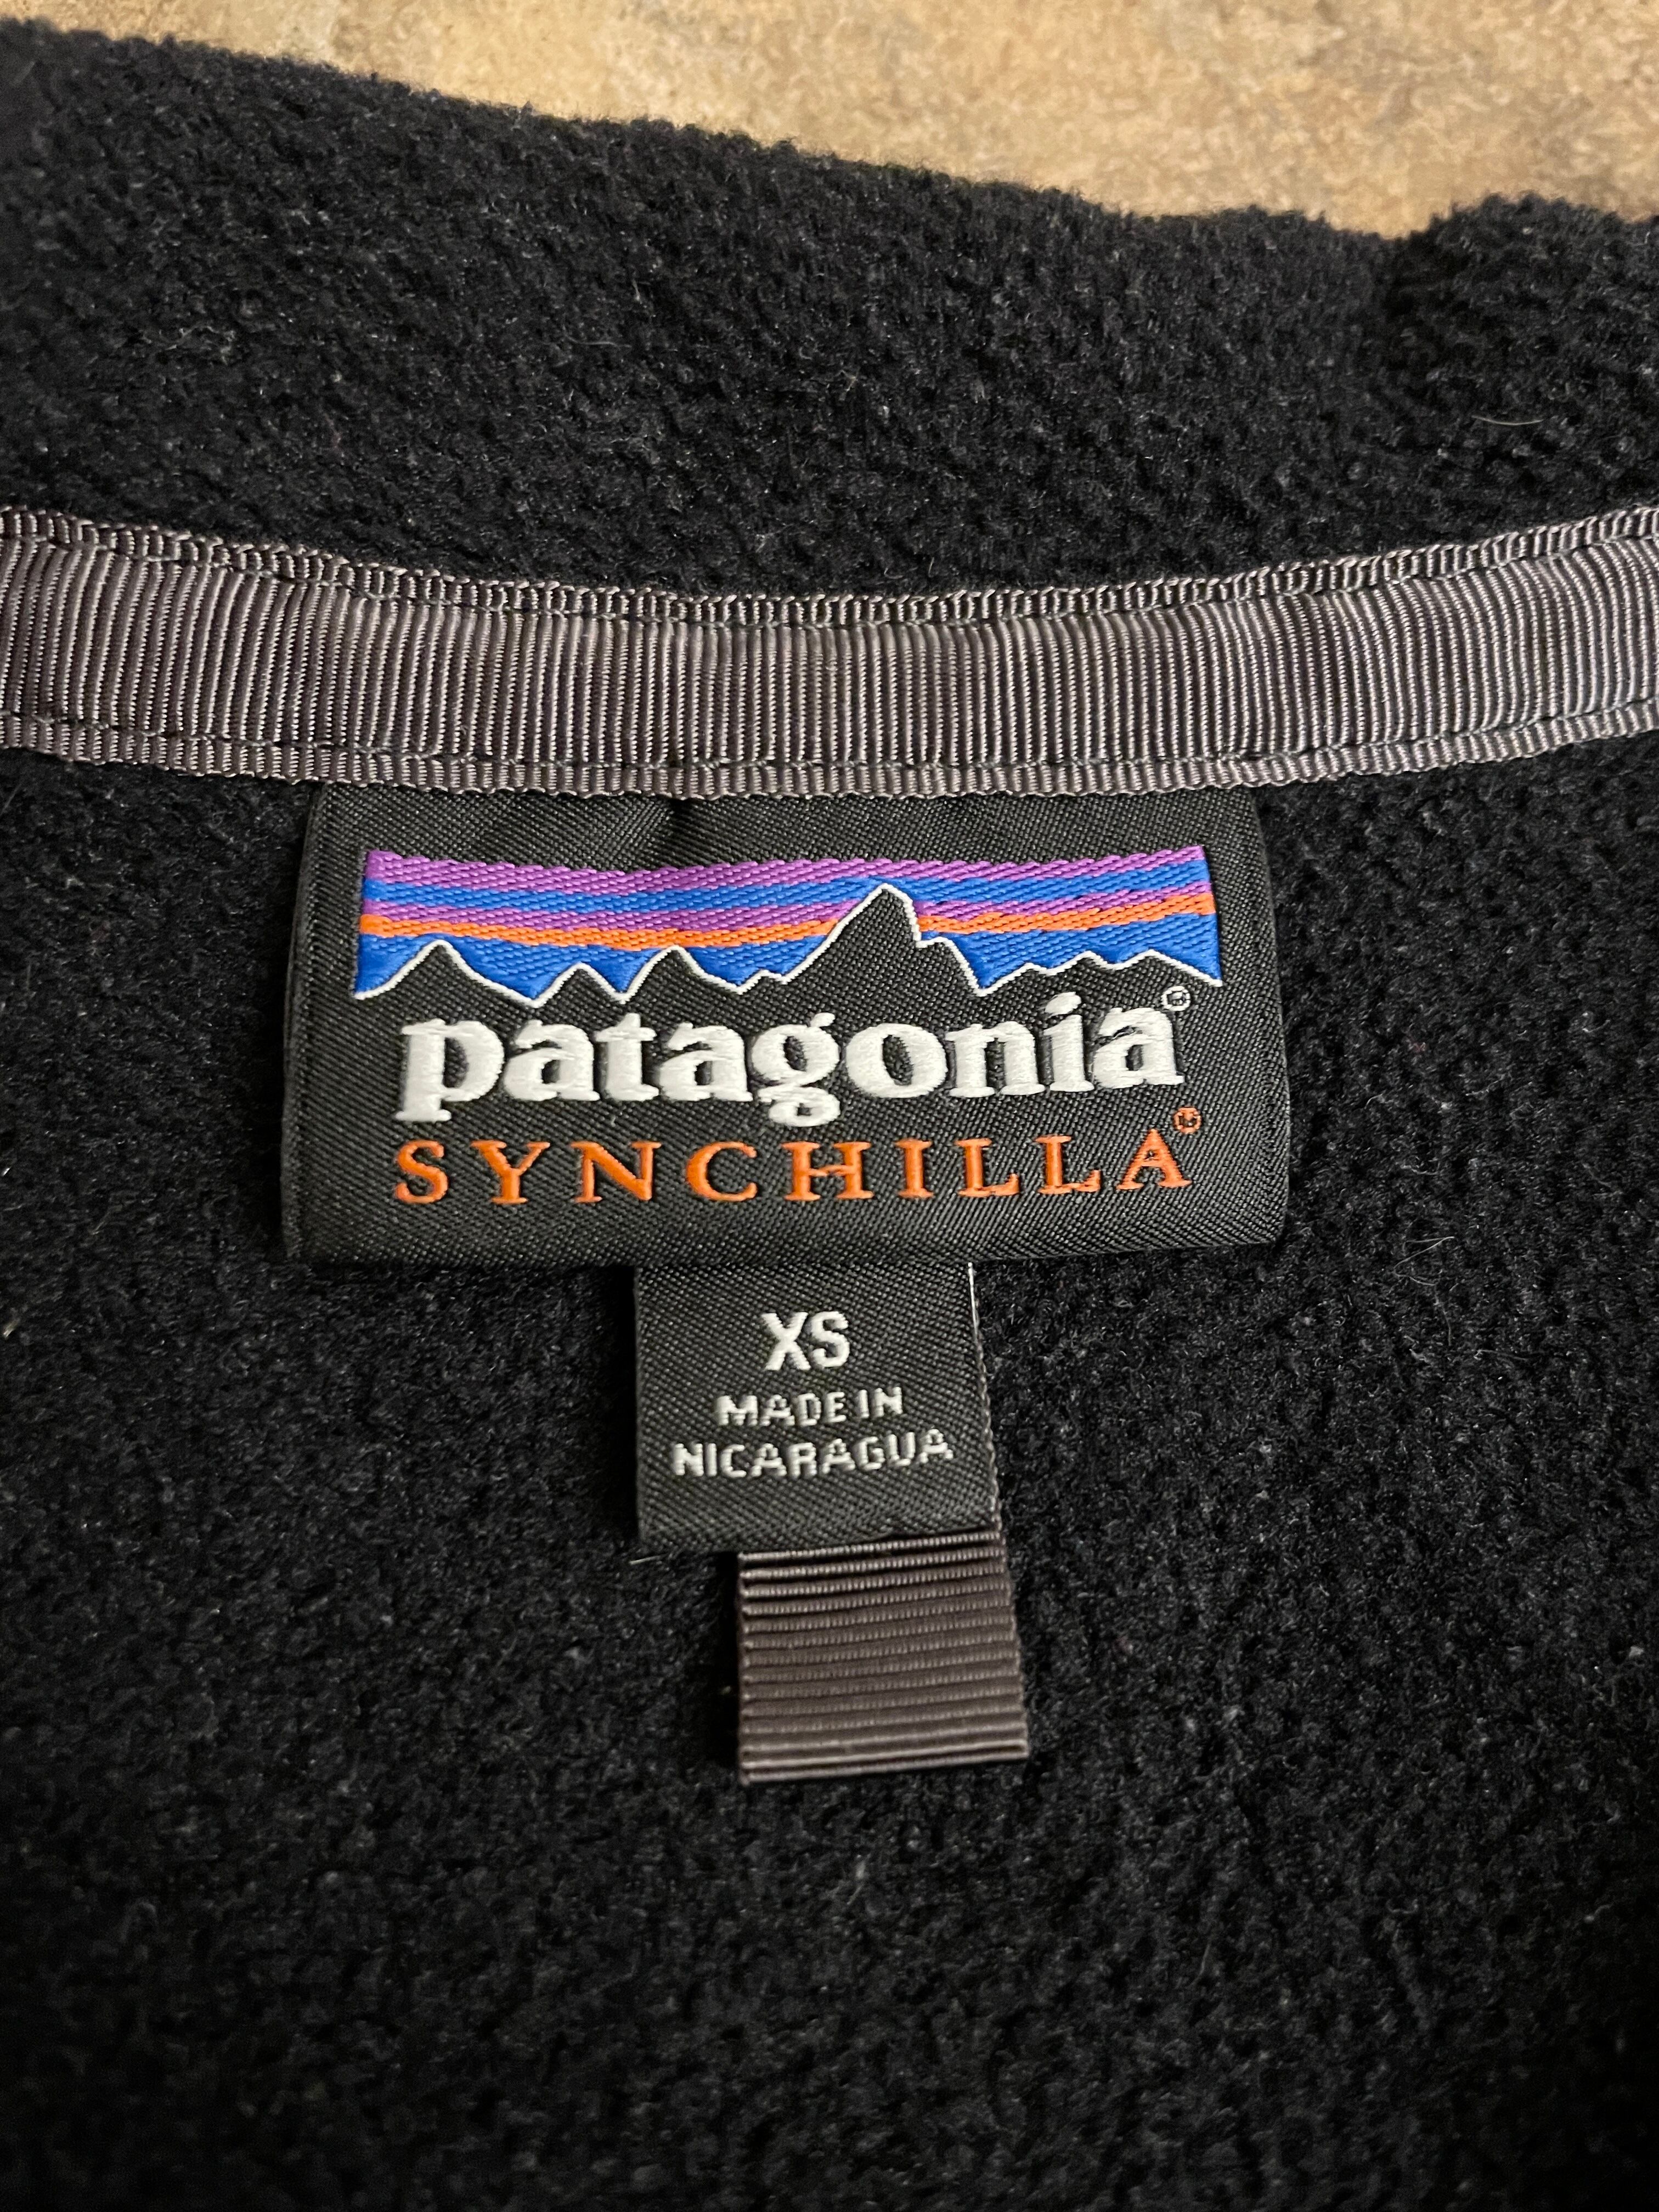 patagonia®
SYNCHILLA®
XS
MADE IN
NICARAGUA